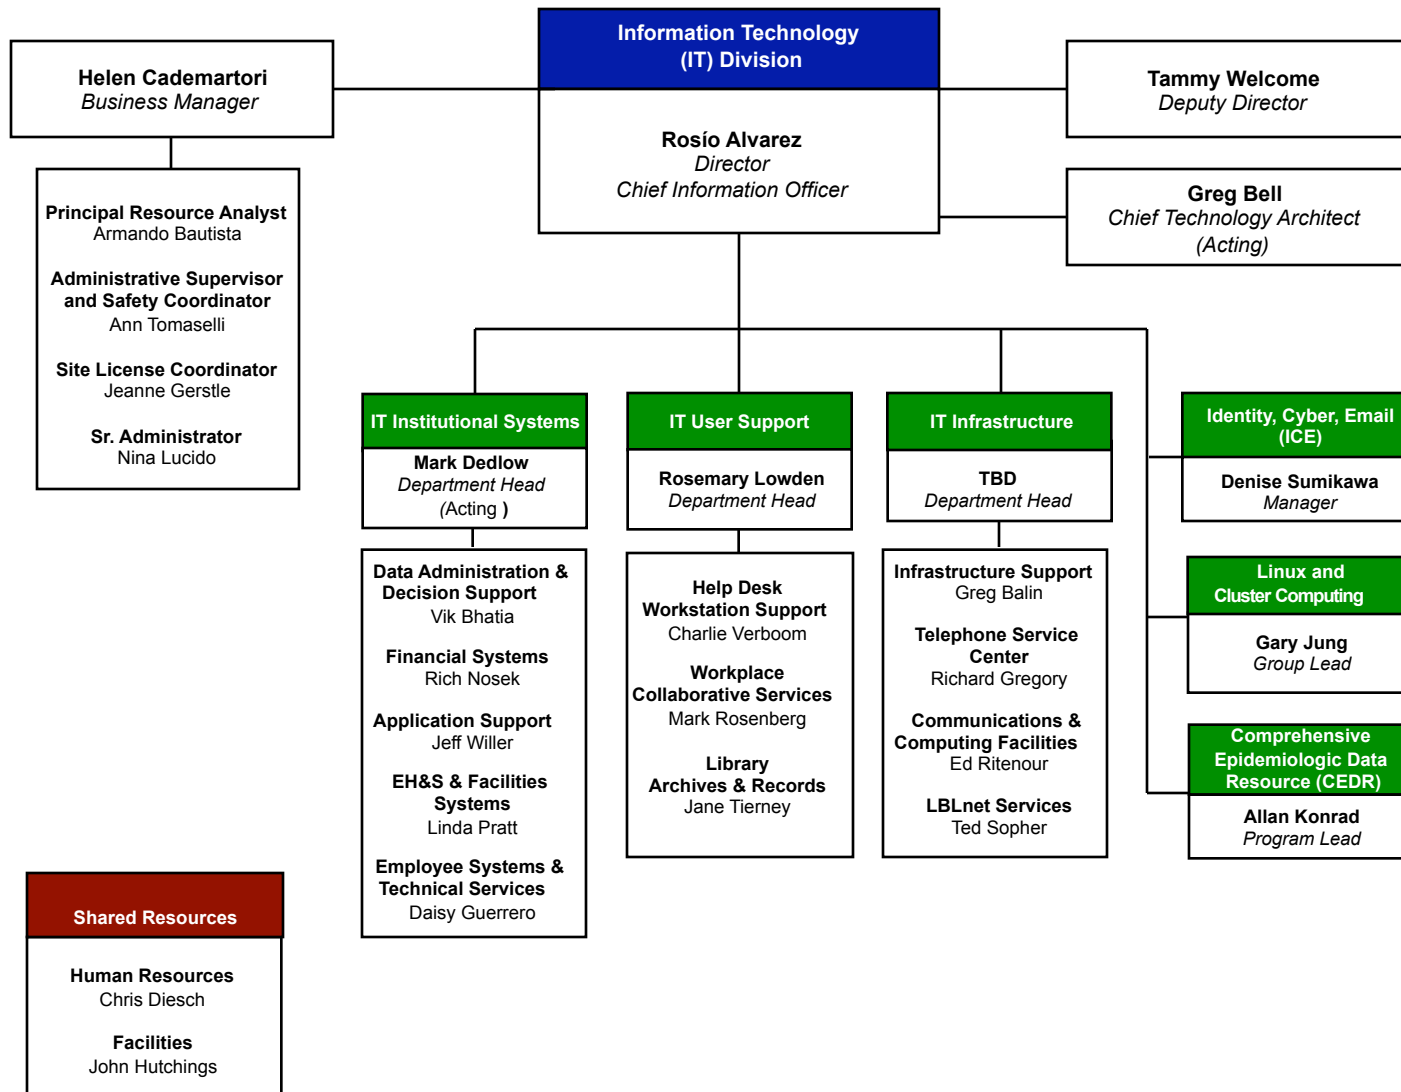 Information Technology
(IT) Division
Rosío Alvarez
Director
Chief Information Officer
Helen Cademartori
Business Manager
Tammy Welcome
Deputy Director
Greg Bell
Chief Technology Architect
(Acting)
Principal Resource Analyst
Armando Bautista
Administrative Supervisor
and Safety Coordinator
Ann Tomaselli
Site License Coordinator
Jeanne Gerstle
Sr. Administrator
Nina Lucido
IT Institutional Systems
Mark Dedlow
Department Head
(Acting )
Data Administration &
Decision Support
Vik Bhatia
Financial Systems
Rich Nosek
Application Support
Jeff Willer
EH&S & Facilities
Systems
Linda Pratt
Employee Systems &
Technical Services
Daisy Guerrero
IT User Support
Rosemary Lowden
Department Head
Help Desk
Workstation Support
Charlie Verboom
Workplace
Collaborative Services
Mark Rosenberg
Library
Archives & Records
Jane Tierney
IT Infrastructure
TBD
Department Head
Infrastructure Support
Greg Balin
Telephone Service
Center
Richard Gregory
Communications &
Computing Facilities
Ed Ritenour
LBLnet Services
Ted Sopher
Identity, Cyber, Email
(ICE)
Denise Sumikawa
Manager
Linux and
Cluster Computing
Gary Jung
Group Lead
Comprehensive
Epidemiologic Data
Resource (CEDR)
Allan Konrad
Program Lead
Shared Resources
Human Resources
Chris Diesch
Facilities
John Hutchings